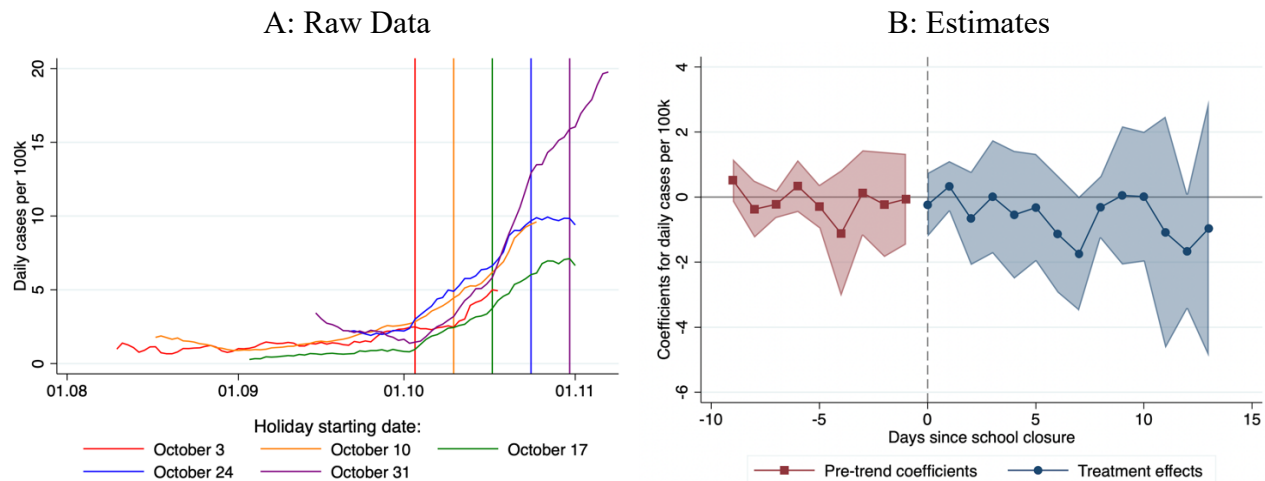 A: Raw Data
Daily cases per 100k
20
15
10
5
0
01.08
01.09
01.10
01.11
Holiday starting date:
October 3
October 10
October 17
October 24
October 31
B: Estimates
Coefficients for daily cases per 100k
4
2
0
-2
-4
-6
-10
-5
0
5
10
15
Days since school closure
Pre-trend coefficients
Treatment effects